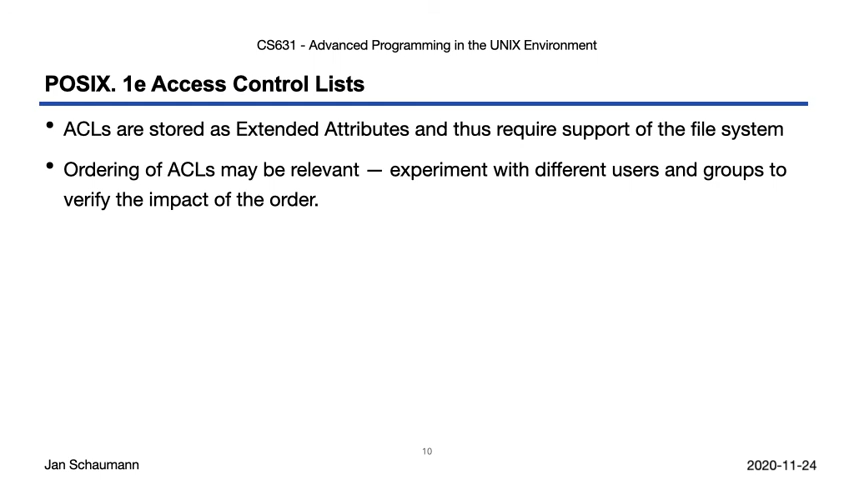 CS631 - Advanced Programming in the UNIX Environment
POSIX. 1e Access Control Lists
• ACLs are stored as Extended Attributes and thus require support of the file system
• Ordering of ACLs may be relevant — experiment with different users and groups to
verify the impact of the order.
10
Jan Schaumann
2020-11-24